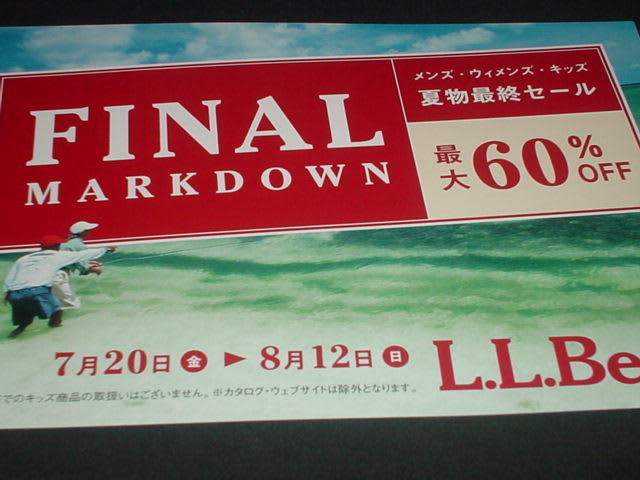 FINAL
MARKDOWN
メンズ・ウィメンズ・キッズ
夏物最終セール
最大60%OFF
7月20日金 ▶ 8月12日日
L.L.Be
でのキッズ商品の取扱いはございません。※カタログ・ウェブサイトは除外となります。